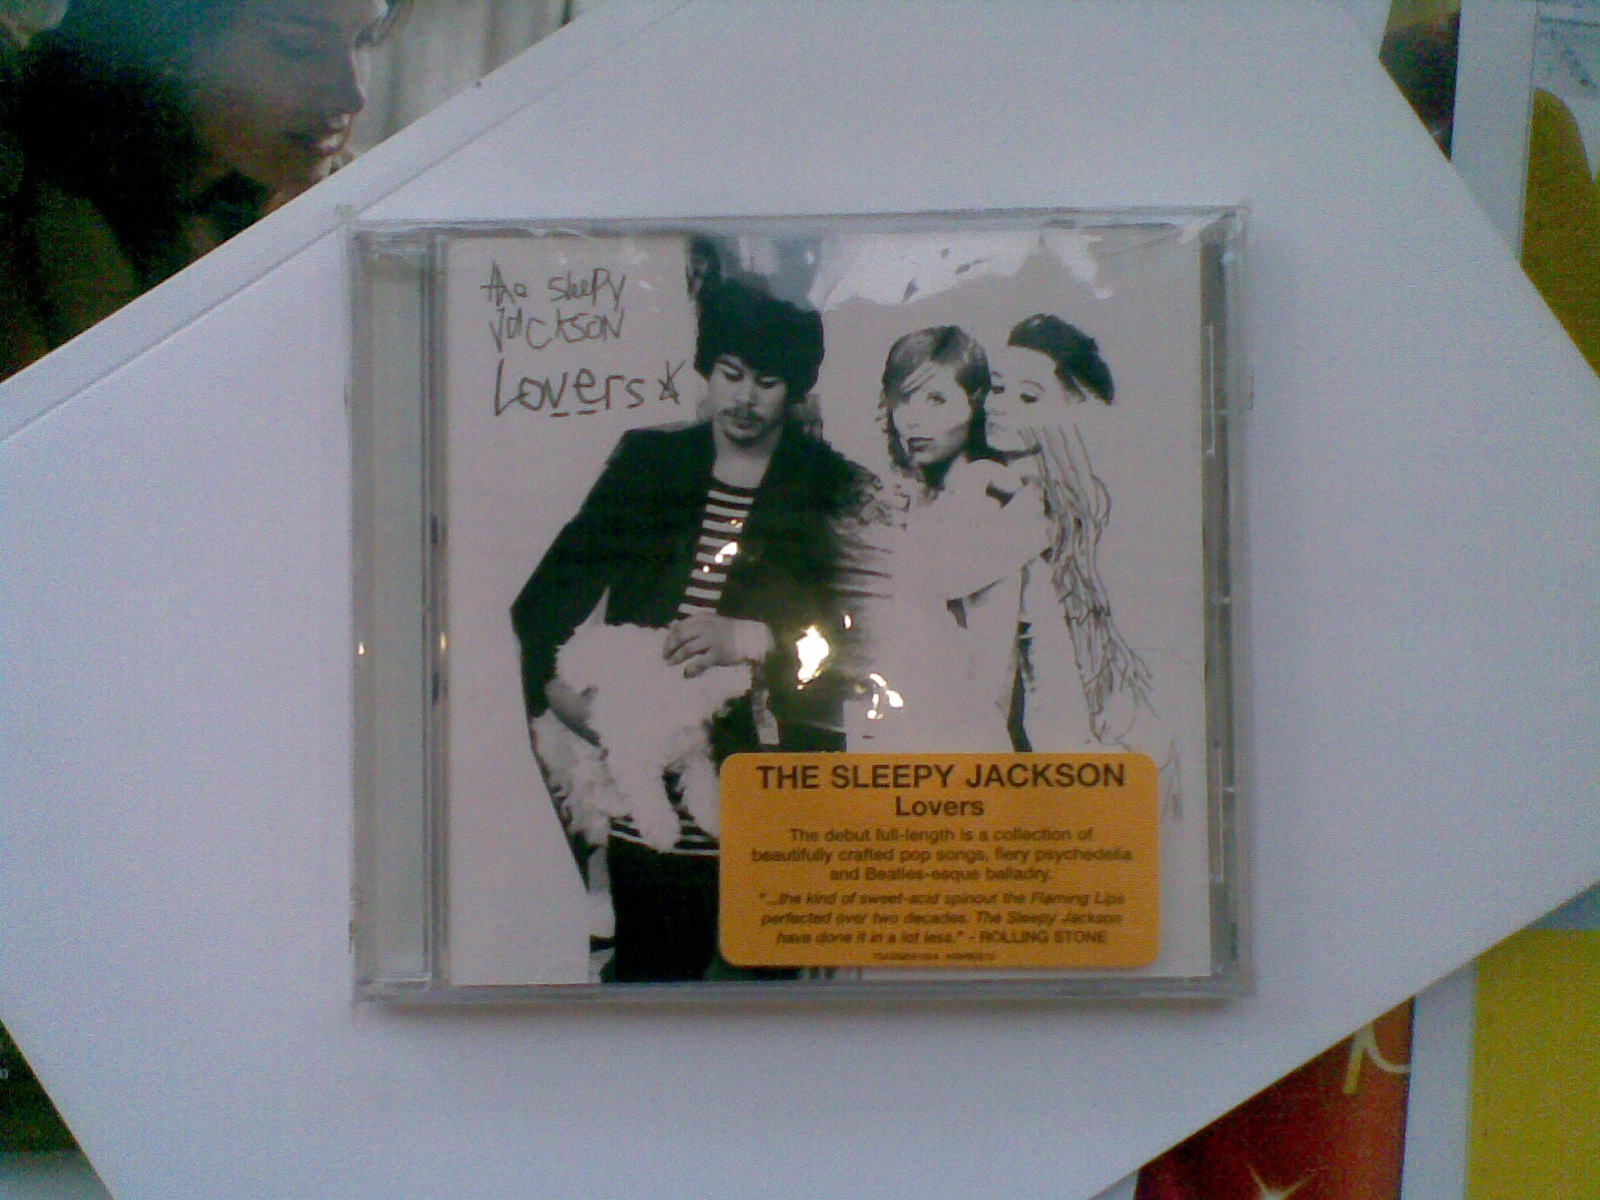 the sleepy
JACKSON
Lovers
THE SLEEPY JACKSON
Lovers
The debut full-length is a collection of
beautifully crafted pop songs, fiery psychedelia
and Beatles-esque balladry.
"...the kind of sweet-acid spinout the Flaming Lips
perfected over two decades. The Sleepy Jackson
have done it in a lot less." - ROLLING STONE